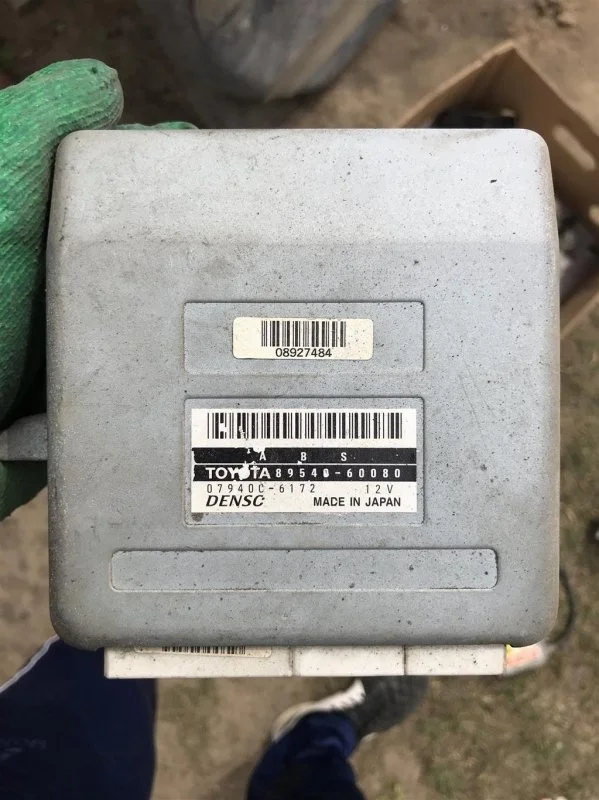 08927484
A B S
TOYOTA 89540-60080
07940C-6172 12V
DENSO MADE IN JAPAN